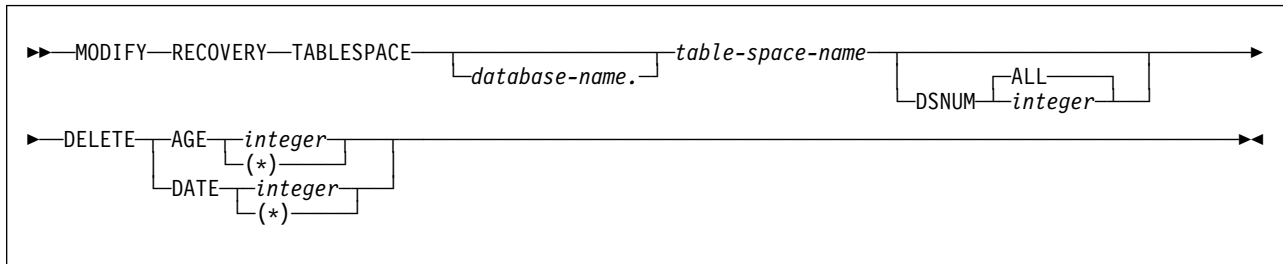 MODIFY RECOVERY TABLESPACE table-space-name
database-name. ALL
DSNUM integer
DELETE AGE integer
(*)
DATE integer
(*)